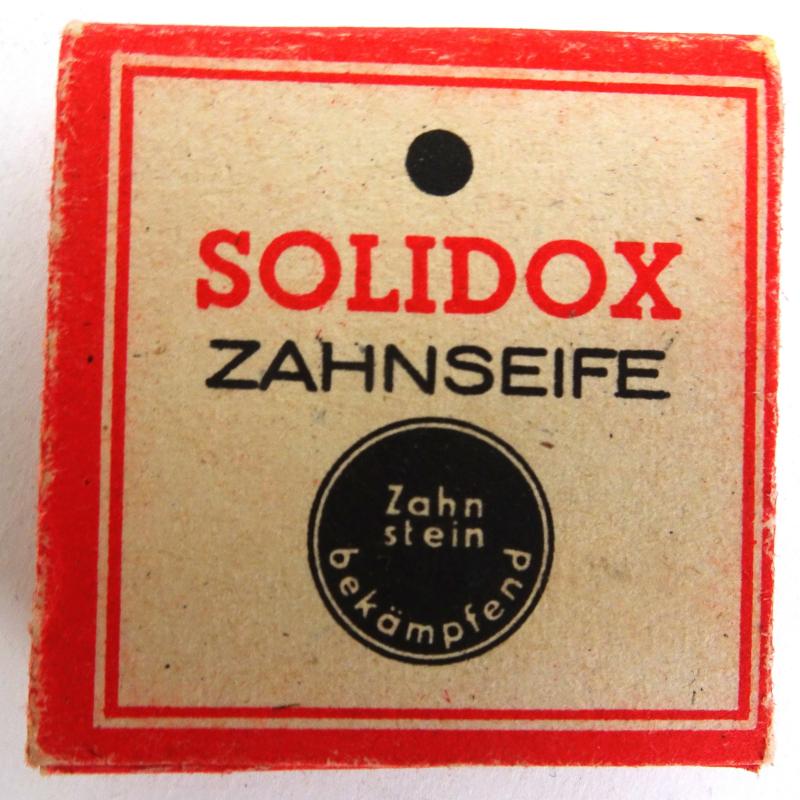 SOLIDOX
ZAHNSEIFE
Zahn
stein
bekämpfend